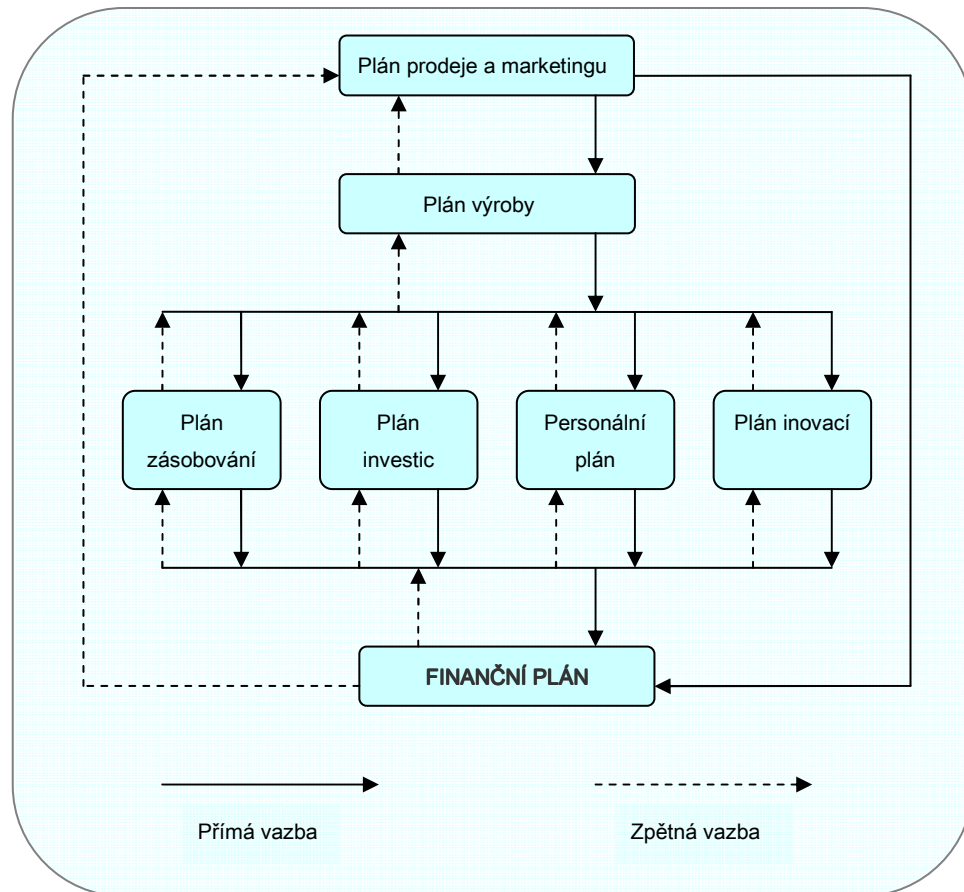 Plán prodeje a marketingu
Plán výroby
Plán
zásobování
Plán
investic
Personální
plán
Plán inovací
FINANČNÍ PLÁN
Přímá vazba
Zpětná vazba